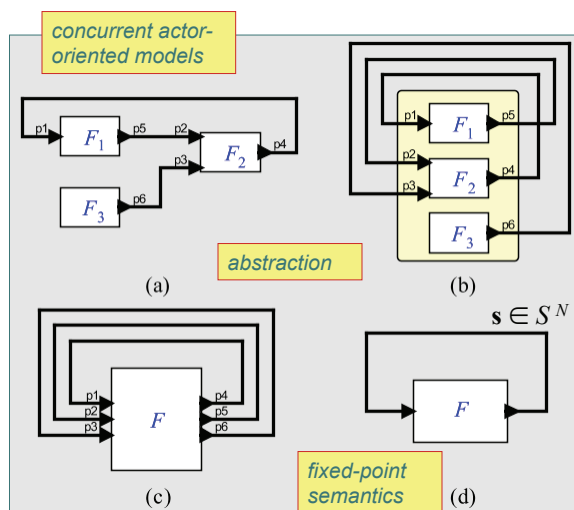 concurrent actor-
oriented models
p1 F1 p5 p2 F2 p4
p3
F3 p6
(a)
p1 F1 p5
p2 F2 p4
p3
F3 p6
(b)
abstraction
p1 F p4
p2 p5
p3 p6
(c)
s ∈ S^N
F
(d)
fixed-point
semantics